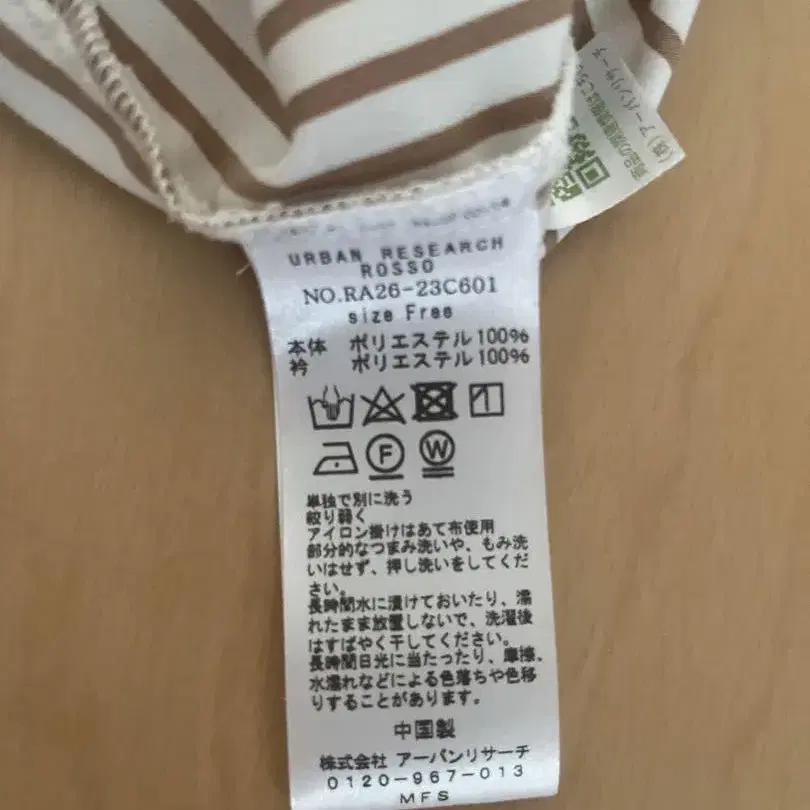 URBAN RESEARCH
ROSSO
NO.RA26-23C601
size Free
本体 ポリエステル100%
衿 ポリエステル100%
F W
単独で別に洗う
絞り弱く
アイロン掛けはあて布使用
部分的なつまみ洗いや、もみ洗
いはせず、押し洗いをしてくだ
さい。
長時間水に漬けておいたり、濡
れたまま放置しないで、洗濯後
はすばやく干してください。
長時間日光に当たったり、摩擦、
水濡れなどによる色落ちや色移
りすることがあります。
中国製
株式会社 アーバンリサーチ
0120-967-013
MFS
(株)アーバンリサーチ